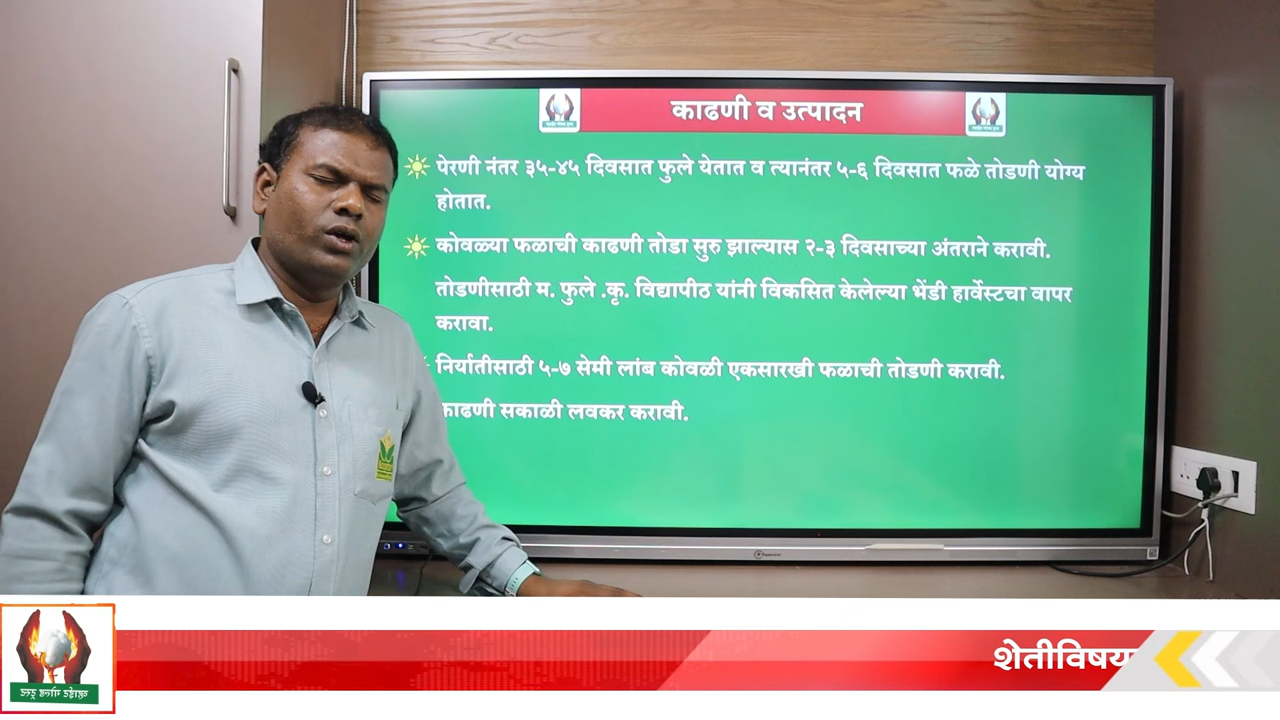 काढणी व उत्पादन
पेरणी नंतर ३५-४५ दिवसात फुले येतात व त्यानंतर ५-६ दिवसात फळे तोडणी योग्य
होतात.
कोवळ्या फळाची काढणी तोडा सुरु झाल्यास २-३ दिवसाच्या अंतराने करावी.
तोडणीसाठी म. फुले .कृ. विद्यापीठ यांनी विकसित केलेल्या भेंडी हार्वेस्टचा वापर
करावा.
निर्यातीसाठी ५-७ सेमी लांब कोवळी एकसारखी फळाची तोडणी करावी.
काढणी सकाळी लवकर करावी.
शेतीविषय
व्हाईट गोल्ड ट्रस्ट